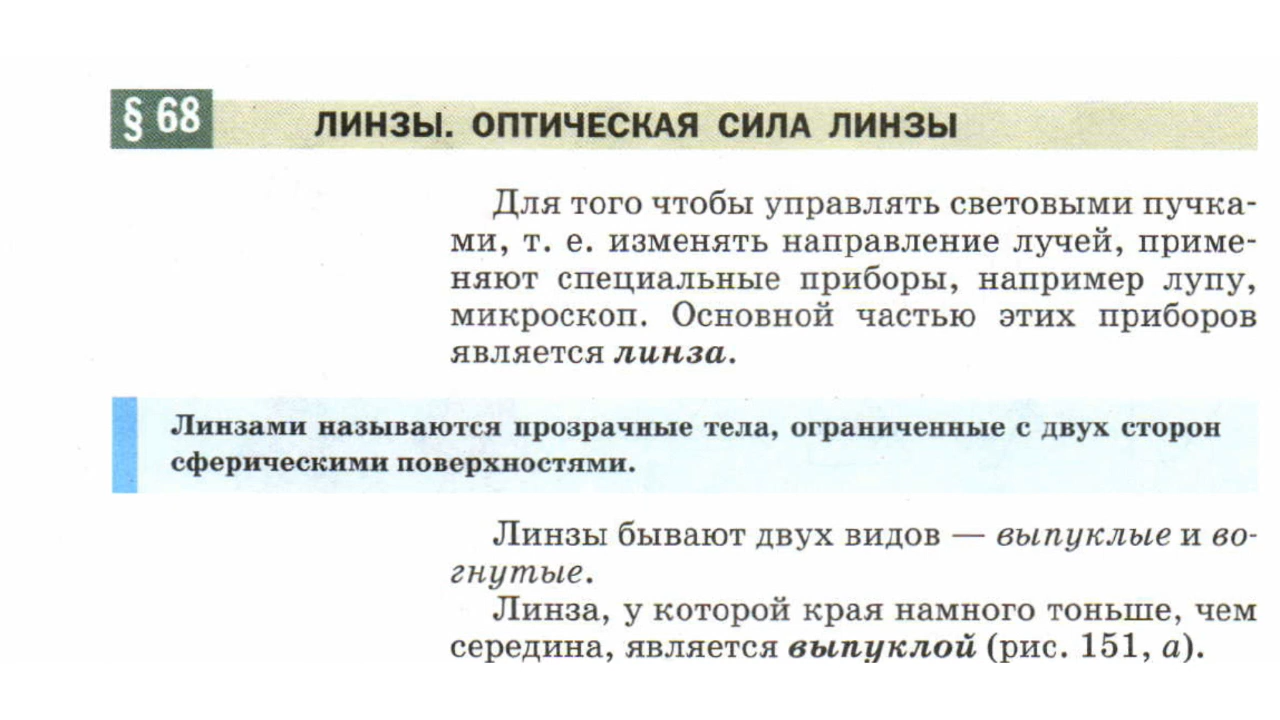 § 68 ЛИНЗЫ. ОПТИЧЕСКАЯ СИЛА ЛИНЗЫ
Для того чтобы управлять световыми пучка-
ми, т. е. изменять направление лучей, приме-
няют специальные приборы, например лупу,
микроскоп. Основной частью этих приборов
является линза.
Линзами называются прозрачные тела, ограниченные с двух сторон
сферическими поверхностями.
Линзы бывают двух видов — выпуклые и во-
гнутые.
Линза, у которой края намного тоньше, чем
середина, является выпуклой (рис. 151, а).